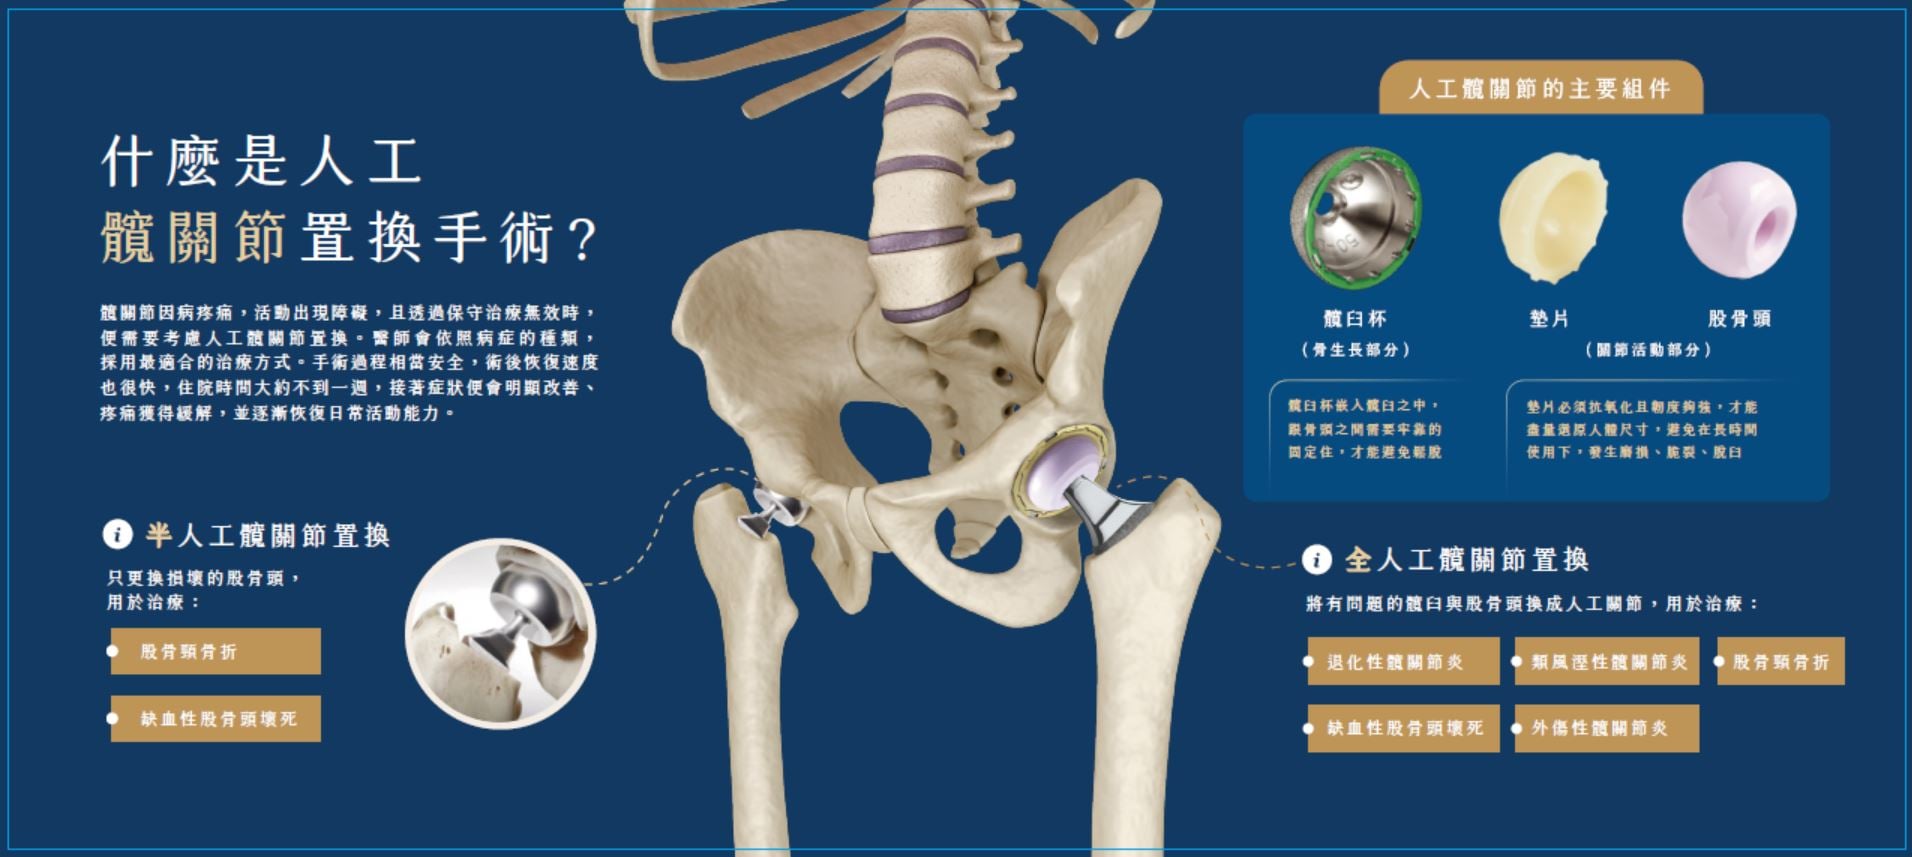 什麼是人工
髖關節置換手術？
髖關節因病疼痛，活動出現障礙，且透過保守治療無效時，
便需要考慮人工髖關節置換。醫師會依照病症的種類，
採用最適合的治療方式。手術過程相當安全，術後恢復速度
也很快，住院時間大約不到一週，接著症狀便會明顯改善、
疼痛獲得緩解，並逐漸恢復日常活動能力。
i 半人工髖關節置換
只更換損壞的股骨頭，
用於治療：
股骨頸骨折
缺血性股骨頭壞死
人工髖關節的主要組件
髖臼杯
（骨生長部分）
墊片 股骨頭
（關節活動部分）
髖臼杯嵌入髖臼之中，
跟骨頭之間需要牢靠的
固定住，才能避免鬆脫
墊片必須抗氧化且韌度夠強，才能
盡量還原人體尺寸，避免在長時間
使用下，發生磨損、脆裂、脫臼
i 全人工髖關節置換
將有問題的髖臼與股骨頭換成人工關節，用於治療：
退化性髖關節炎 類風溼性髖關節炎 股骨頸骨折
缺血性股骨頭壞死 外傷性髖關節炎